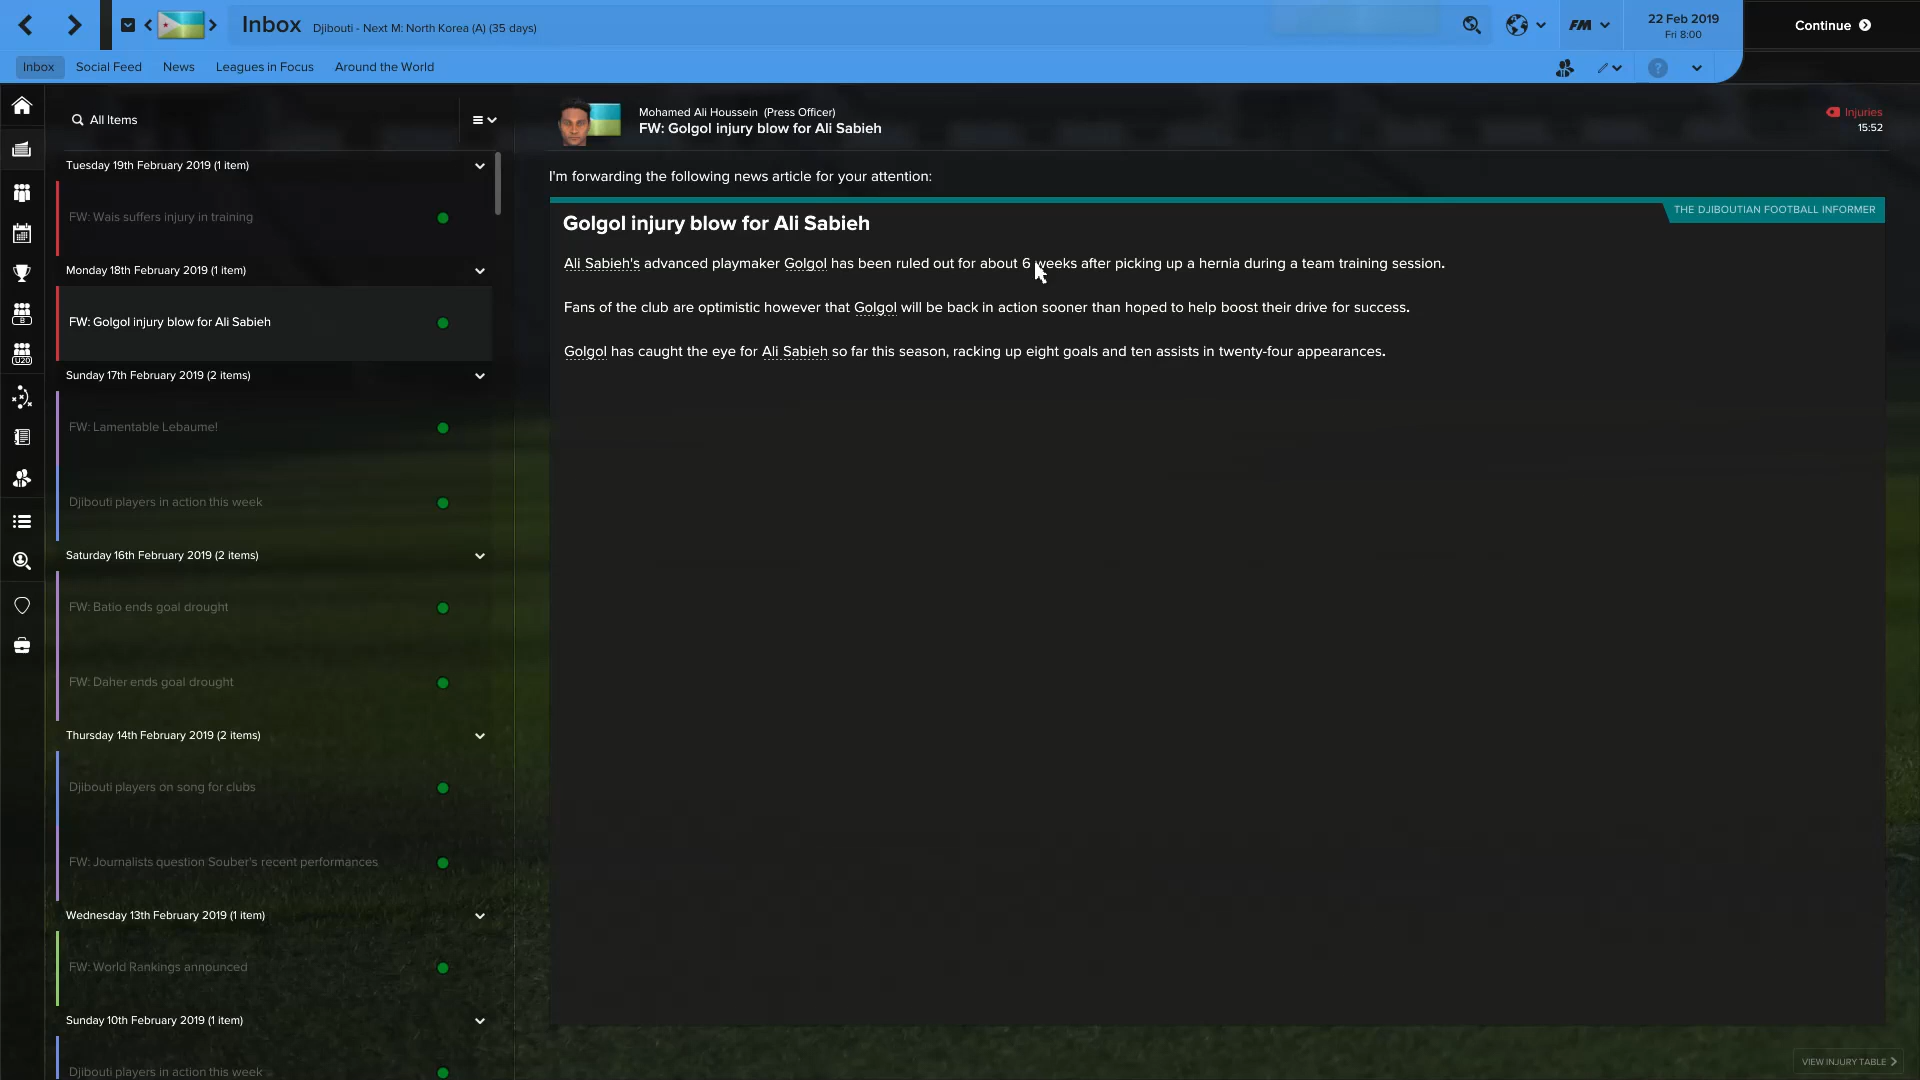 Inbox
Djibouti - Next M: North Korea (A) (35 days)
FM
22 Feb 2019
Fri 8:00
Continue
Inbox
Social Feed
News
Leagues in Focus
Around the World
?
All Items
Tuesday 19th February 2019 (1 item)
FW: Wais suffers injury in training
Monday 18th February 2019 (1 item)
FW: Golgol injury blow for Ali Sabieh
Sunday 17th February 2019 (2 items)
FW: Lamentable Lebaume!
Djibouti players in action this week
Saturday 16th February 2019 (2 items)
FW: Batio ends goal drought
FW: Daher ends goal drought
Thursday 14th February 2019 (2 items)
Djibouti players on song for clubs
FW: Journalists question Souber's recent performances
Wednesday 13th February 2019 (1 item)
FW: World Rankings announced
Sunday 10th February 2019 (1 item)
Djibouti players in action this week
B
U20
Mohamed Ali Houssein (Press Officer)
FW: Golgol injury blow for Ali Sabieh
Injuries
15:52
I'm forwarding the following news article for your attention:
THE DJIBOUTIAN FOOTBALL INFORMER
Golgol injury blow for Ali Sabieh
Ali Sabieh's advanced playmaker Golgol has been ruled out for about 6 weeks after picking up a hernia during a team training session.
Fans of the club are optimistic however that Golgol will be back in action sooner than hoped to help boost their drive for success.
Golgol has caught the eye for Ali Sabieh so far this season, racking up eight goals and ten assists in twenty-four appearances.
VIEW INJURY TABLE